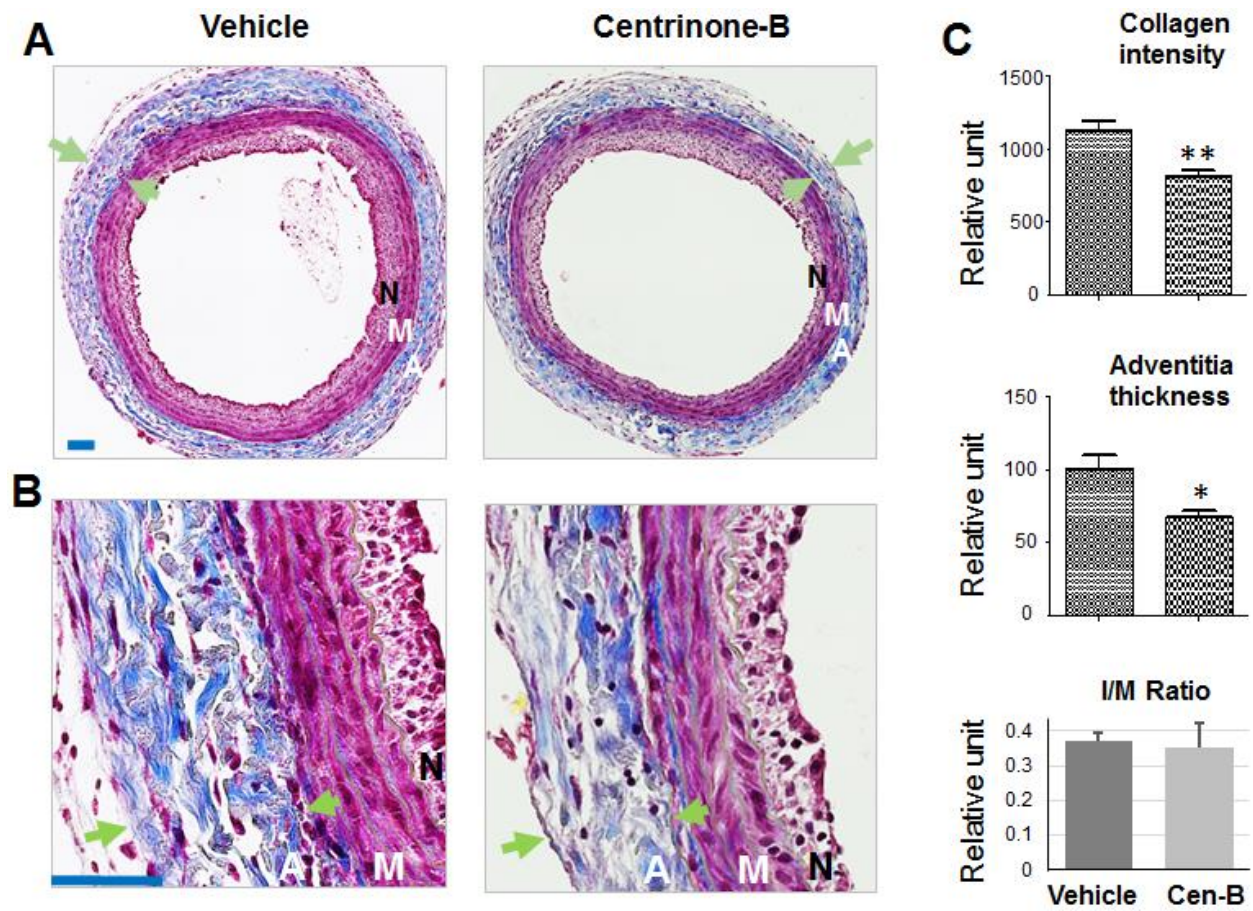 A
Vehicle
Centrinone-B
N
M
A
N
M
A
B
A
M
N
A
M
N
C
Collagen
intensity
Relative unit
1500
1000
500
0
**
Adventitia
thickness
Relative unit
150
100
50
0
*
I/M Ratio
Relative unit
0.4
0.3
0.2
0.1
0
Vehicle
Cen-B